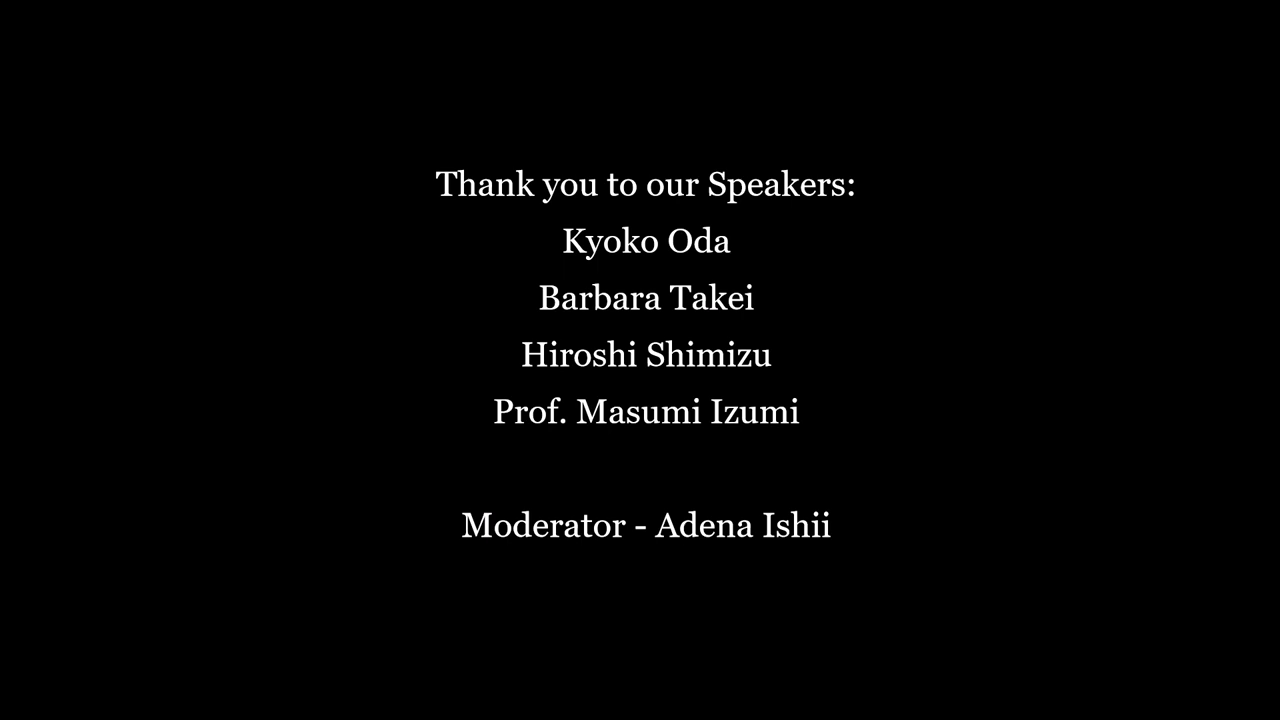 Thank you to our Speakers:
Kyoko Oda
Barbara Takei
Hiroshi Shimizu
Prof. Masumi Izumi
Moderator - Adena Ishii